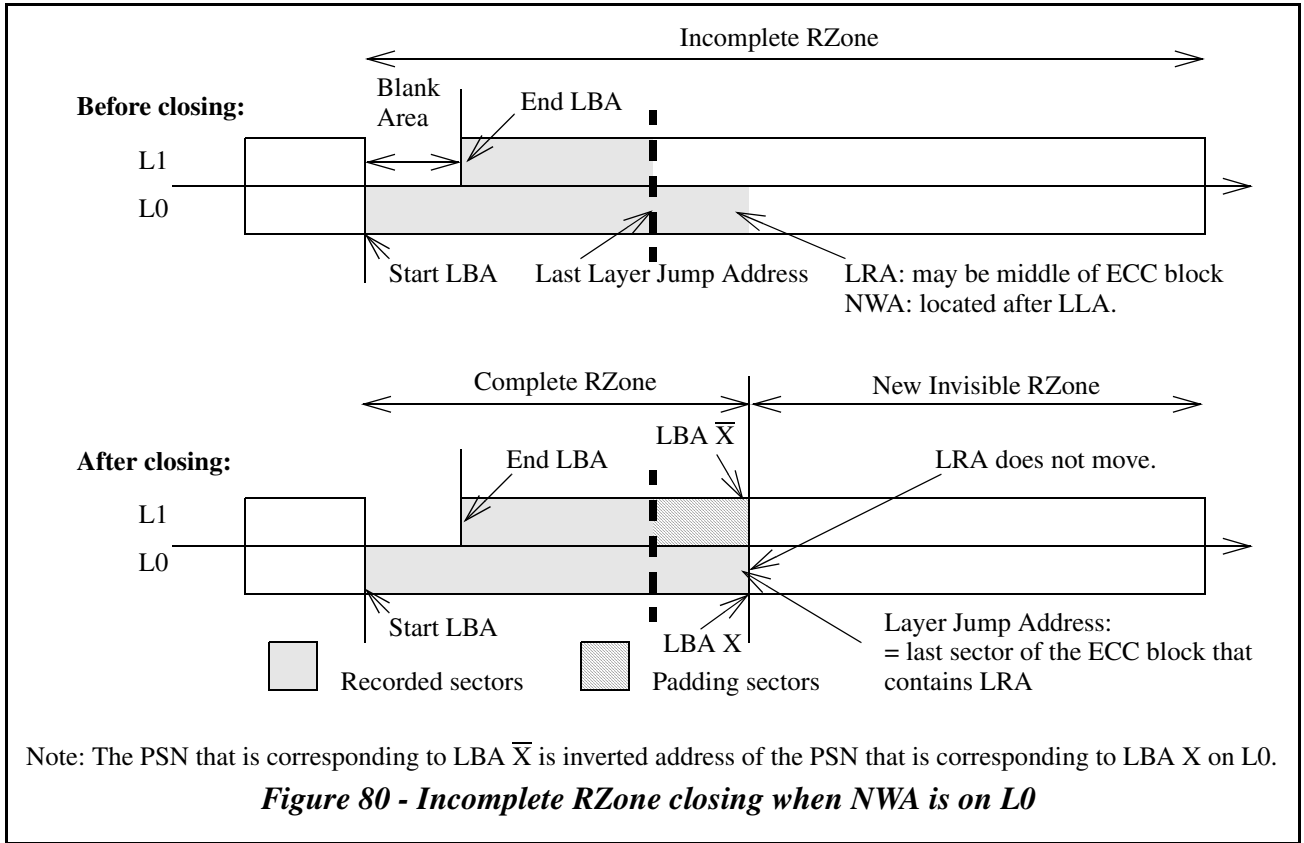 Incomplete RZone
Blank
Area
Before closing:
End LBA
L1
L0
Start LBA
Last Layer Jump Address
LRA: may be middle of ECC block
NWA: located after LLA.
Complete RZone
New Invisible RZone
LBA X̅
After closing:
End LBA
LRA does not move.
L1
L0
Start LBA
LBA X
Layer Jump Address:
= last sector of the ECC block that
contains LRA
Recorded sectors
Padding sectors
Note: The PSN that is corresponding to LBA X̅ is inverted address of the PSN that is corresponding to LBA X on L0.
Figure 80 - Incomplete RZone closing when NWA is on L0